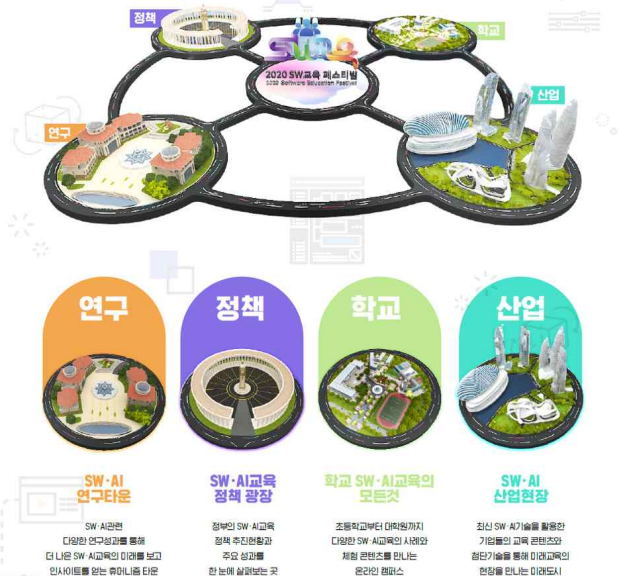 정책
학교
2020 SW교육 페스티벌
2020 Software Education Festival
산업
연구
연구
정책
학교
산업
SW·AI
연구타운
SW·AI교육
정책 광장
학교 SW·AI교육의
모든것
SW·AI
산업현장
SW·AI관련
다양한 연구성과를 통해
더 나은 SW·AI교육의 미래를 보고
인사이트를 얻는 휴머니즘 타운
정부의 SW·AI교육
정책 추진현황과
주요 성과를
한 눈에 살펴보는 곳
초등학교부터 대학원까지
다양한 SW·AI교육의 사례와
체험 콘텐츠를 만나는
온라인 캠퍼스
최신 SW·AI기술을 활용한
기업들의 교육 콘텐츠와
첨단기술을 통해 미래교육의
현장을 만나는 미래도시